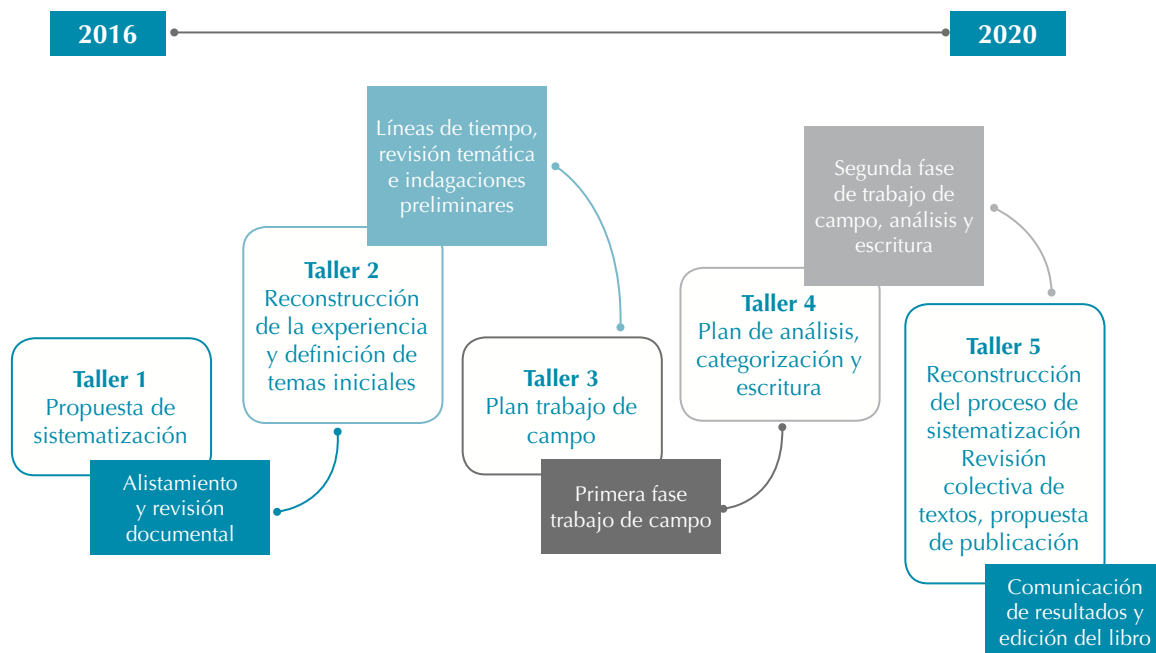 2016
2020
Taller 1
Propuesta de
sistematización
Alistamiento
y revisión
documental
Taller 2
Reconstrucción
de la experiencia
y definición de
temas iniciales
Líneas de tiempo,
revisión temática
e indagaciones
preliminares
Taller 3
Plan trabajo de
campo
Primera fase
trabajo de campo
Taller 4
Plan de análisis,
categorización y
escritura
Segunda fase
de trabajo de
campo, análisis y
escritura
Taller 5
Reconstrucción
del proceso de
sistematización
Revisión
colectiva de
textos, propuesta
de publicación
Comunicación
de resultados y
edición del libro